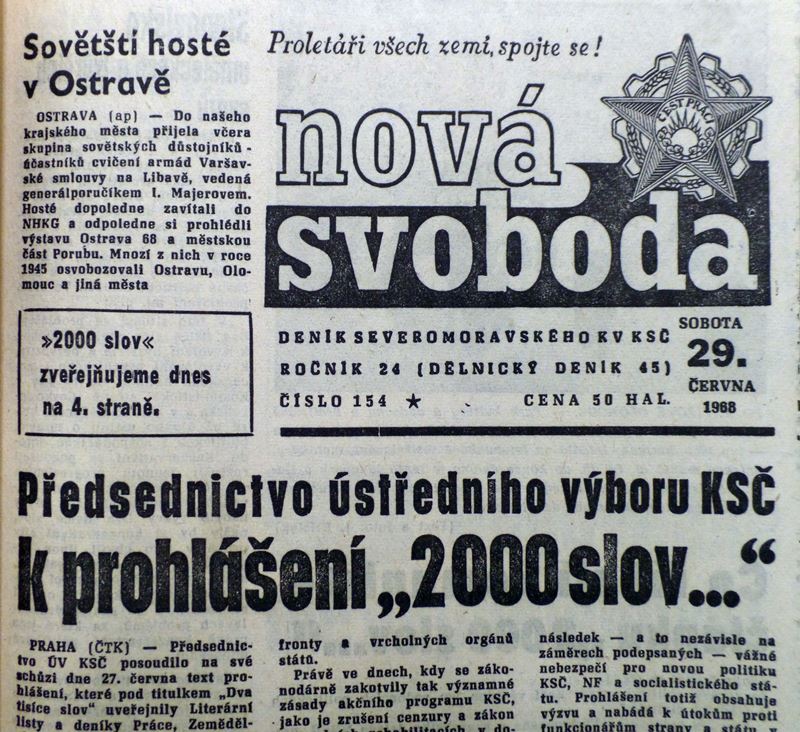 Sovětští hosté
v Ostravě
OSTRAVA (ap) — Do našeho
krajského města přijela včera
skupina sovětských důstojníků -
účastníků cvičení armád Varšav-
ské smlouvy na Libavě, vedená
generálporučíkem I. Majerovem.
Hosté dopoledne zavítali do
NHKG a odpoledne si prohlédli
výstavu Ostrava 68 a městskou
část Porubu. Mnozí z nich v roce
1945 osvobozovali Ostravu, Olo-
mouc a jiná města
»2000 slov«
zveřejňujeme dnes
na 4. straně.
Proletáři všech zemí, spojte se!
nová
svoboda
ČEST PRÁCI
DENÍK SEVEROMORAVSKÉHO KV KSČ
ROČNÍK 24 (DĚLNICKÝ DENÍK 45)
ČÍSLO 154 ★ CENA 50 HAL.
SOBOTA
29.
ČERVNA
1968
Předsednictvo ústředního výboru KSČ
k prohlášení „2000 slov...“
PRAHA (ČTK) — Předsednic-
tvo ÚV KSČ posoudilo na své
schůzi dne 27. června text pro-
hlášení, které pod titulkem „Dva
tisíce slov“ uveřejnily Literární
listy a deníky Práce, Zeměděl-
fronty a vrcholných orgánů
států.
Právě ve dnech, kdy se záko-
nodárně zakotvily tak významné
zásady akčního programu KSČ,
jako je zrušení cenzury a zákon
následek — a to nezávisle na
záměrech podepsaných — vážné
nebezpečí pro novou politiku
KSČ, NF a socialistického stá-
tu. Prohlášení totiž obsahuje
výzvu a nabádá k útokům proti
funkcionářům strany a státu v